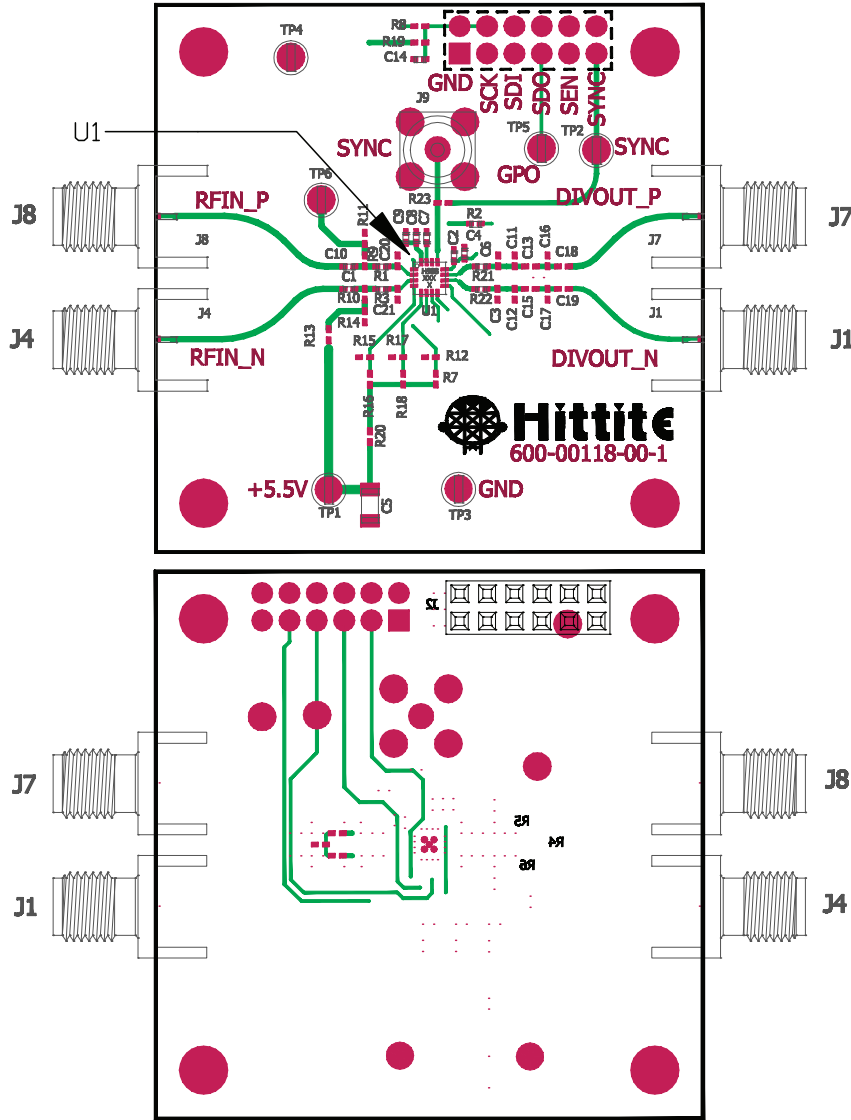 TP4
R8
R19
C14
GND
SCK
SDI
SDO
SEN
SYNC
J9
U1
SYNC
TP5
TP2
SYNC
GPO
TP6
J8
RFIN_P
R23
DIVOUT_P
J7
R11
C9
C8
C7
R2
C4
J8
C10
R9
C20
C2
C6
C11
C13
C16
C18
J7
C1
R1
R21
XXX
X
R10
R3
R22
C15
C19
J4
C21
U1
C3
C12
C17
J1
J4
R13
R14
J1
RFIN_N
R15
R17
R12
DIVOUT_N
R7
R16
R18
Hittite
R20
600-00118-00-1
+5.5V
C5
GND
TP1
TP3
J7
J8
R5
R4
R6
J1
J4